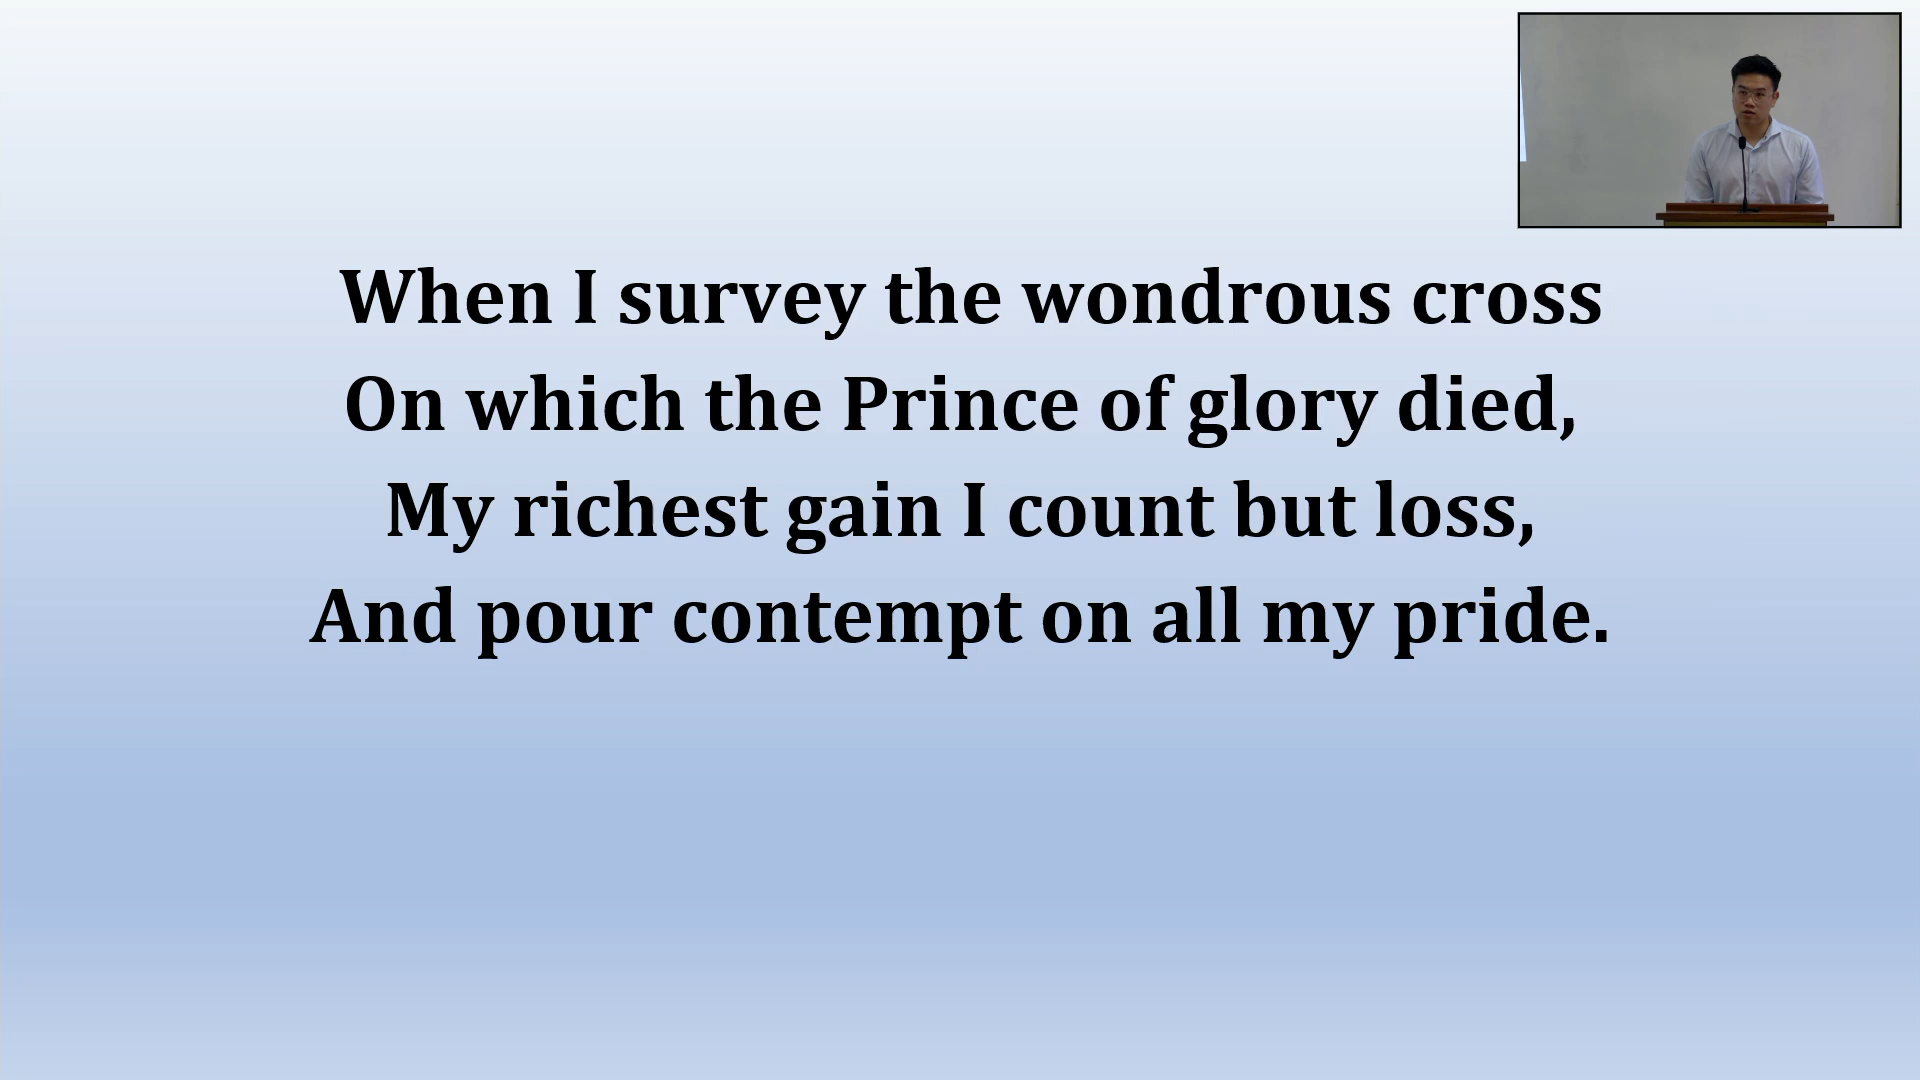 When I survey the wondrous cross
On which the Prince of glory died,
My richest gain I count but loss,
And pour contempt on all my pride.